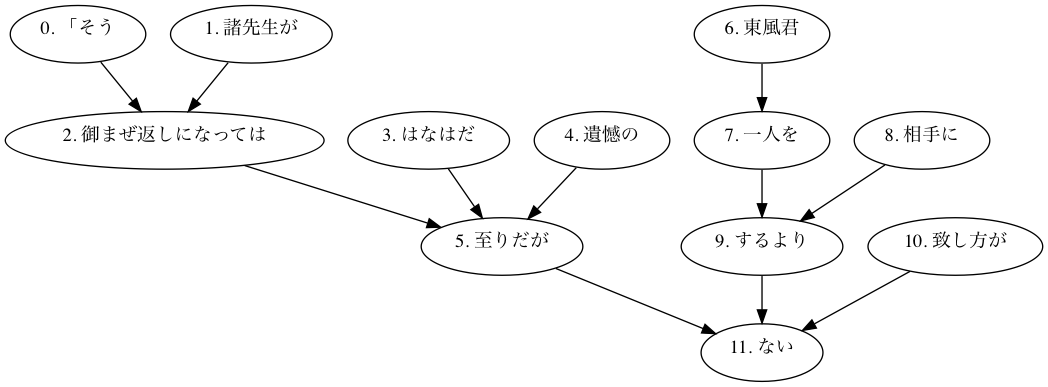 0. 「そう
1. 諸先生が
6. 東風君
2. 御まぜ返しになっては
3. はなはだ
4. 遺憾の
7. 一人を
8. 相手に
5. 至りだが
9. するより
10. 致し方が
11. ない